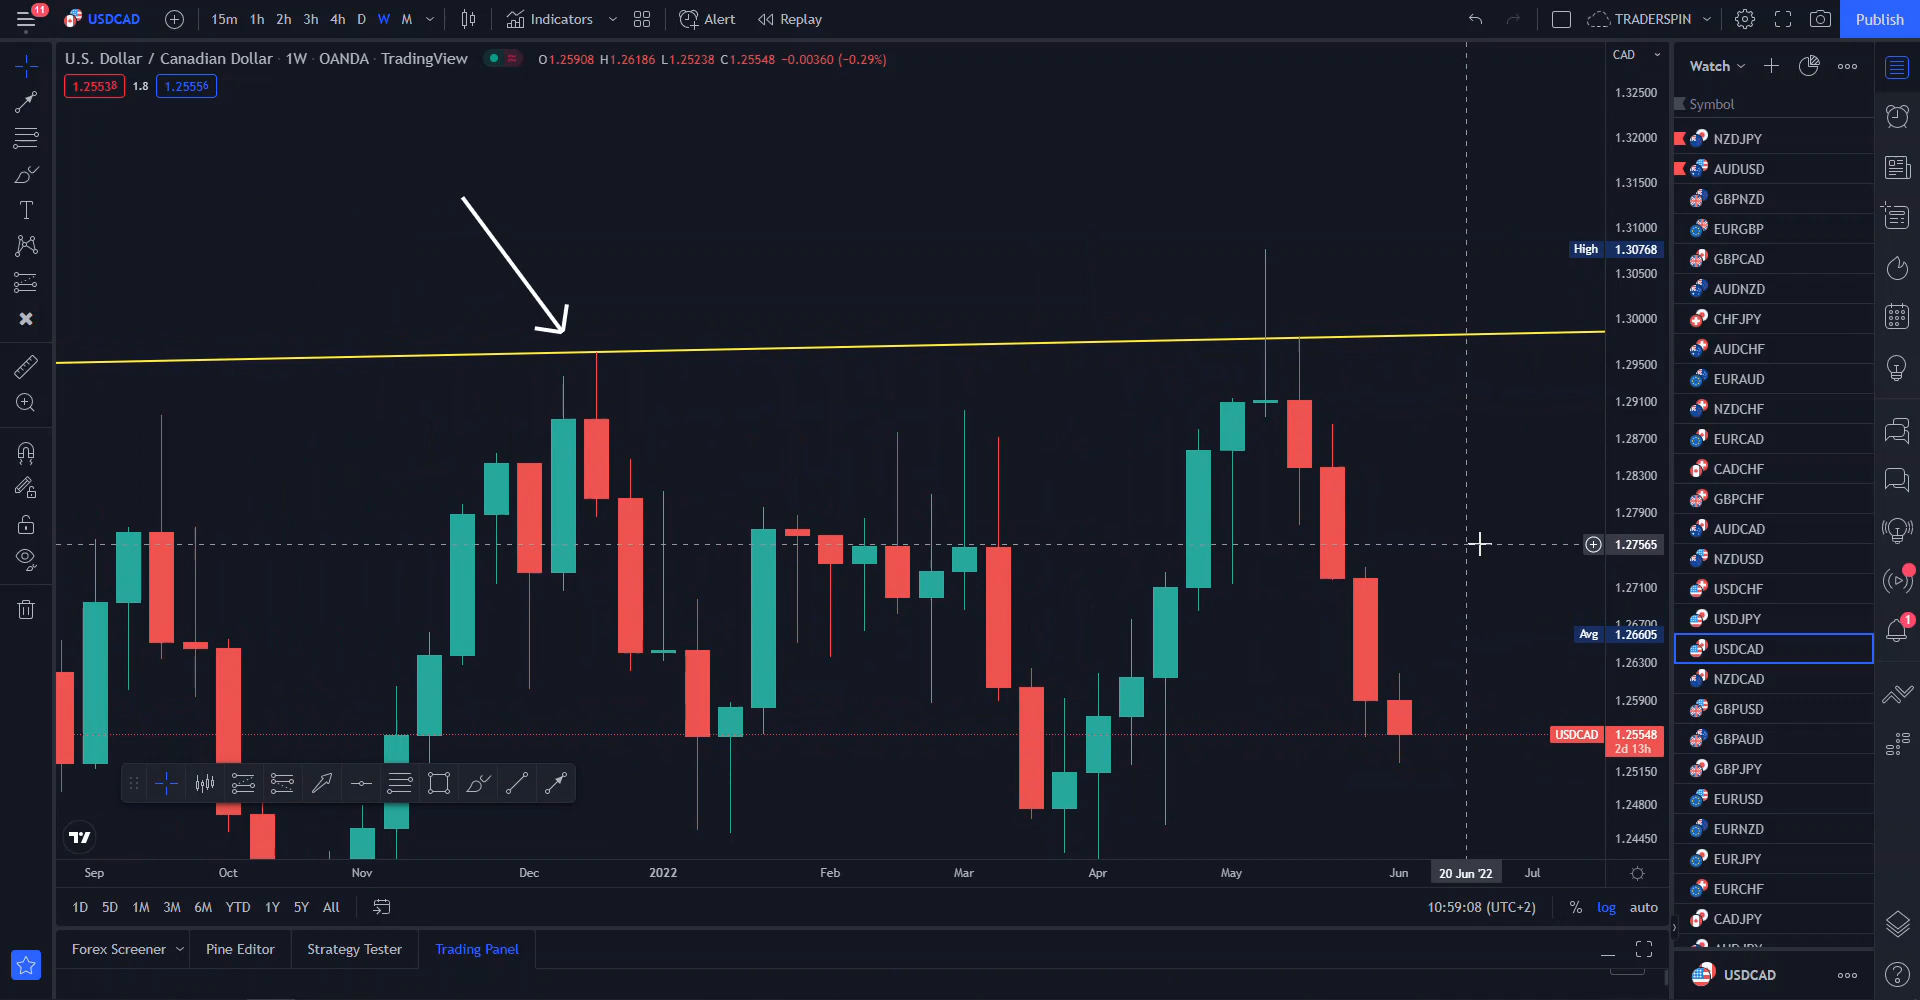 11
USDCAD
15m 1h 2h 3h 4h D W M
Indicators
Alert
Replay
TRADERSPIN
Publish
U.S. Dollar / Canadian Dollar · 1W · OANDA · TradingView
O1.25908 H1.26186 L1.25238 C1.25548 −0.00360 (−0.29%)
1.25538 1.8 1.25556
CAD
1.32500
1.32000
1.31500
1.31000
High 1.30768
1.30500
1.30000
1.29500
1.29100
1.28700
1.28300
1.27900
1.27565
1.27100
1.26700
Avg 1.26605
1.26300
1.25900
USDCAD 1.25548
2d 13h
1.25150
1.24800
1.24450
Sep Oct Nov Dec 2022 Feb Mar Apr May Jun 20 Jun '22 Jul
1D 5D 1M 3M 6M YTD 1Y 5Y All
10:59:08 (UTC+2) % log auto
Forex Screener Pine Editor Strategy Tester Trading Panel
Watch
Symbol
NZDJPY
AUDUSD
GBPNZD
EURGBP
GBPCAD
AUDNZD
CHFJPY
AUDCHF
EURAUD
NZDCHF
EURCAD
CADCHF
GBPCHF
AUDCAD
NZDUSD
USDCHF
USDJPY
USDCAD
NZDCAD
GBPUSD
GBPAUD
GBPJPY
EURUSD
EURNZD
EURJPY
EURCHF
CADJPY
USDCAD
1